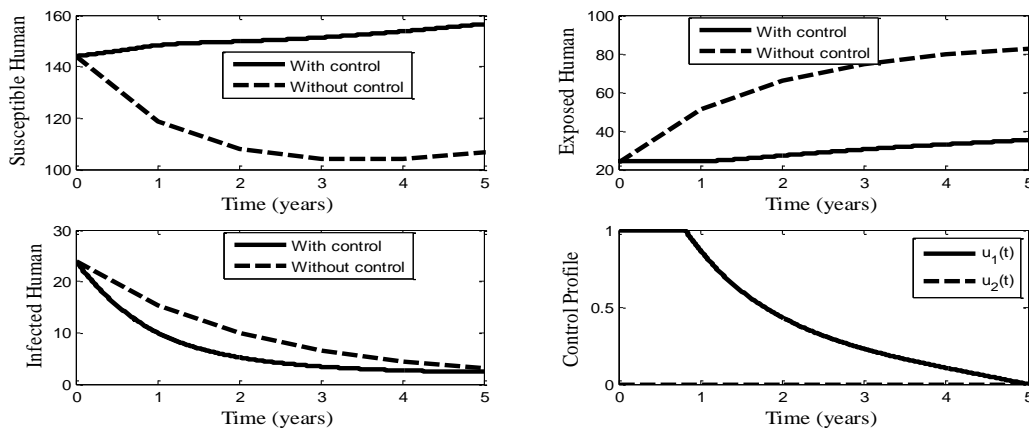 160
140
120
100
0
1
2
3
4
5
Susceptible Human
Time (years)
With control
Without control
100
80
60
40
20
0
1
2
3
4
5
Exposed Human
Time (years)
With control
Without control
30
20
10
0
0
1
2
3
4
5
Infected Human
Time (years)
With control
Without control
1
0.5
0
0
1
2
3
4
5
Control Profile
Time (years)
u1(t)
u2(t)